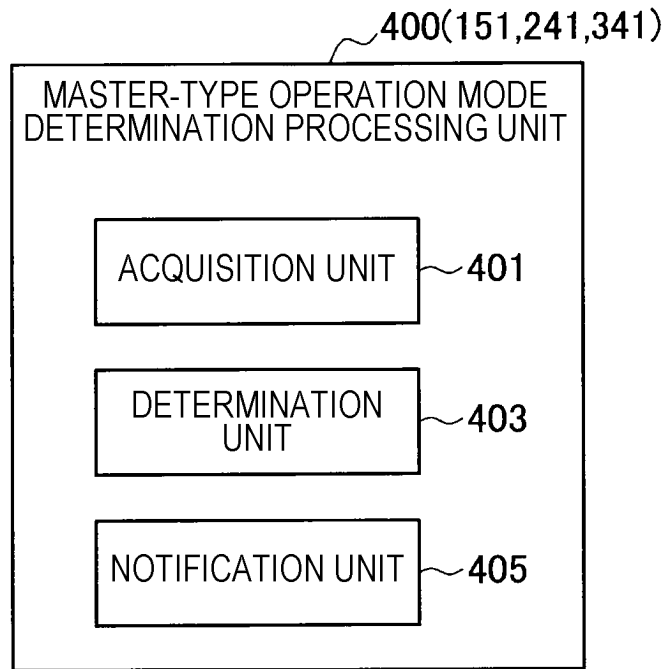 400(151,241,341)
MASTER-TYPE OPERATION MODE
DETERMINATION PROCESSING UNIT
ACQUISITION UNIT
401
DETERMINATION
UNIT
403
NOTIFICATION UNIT
405